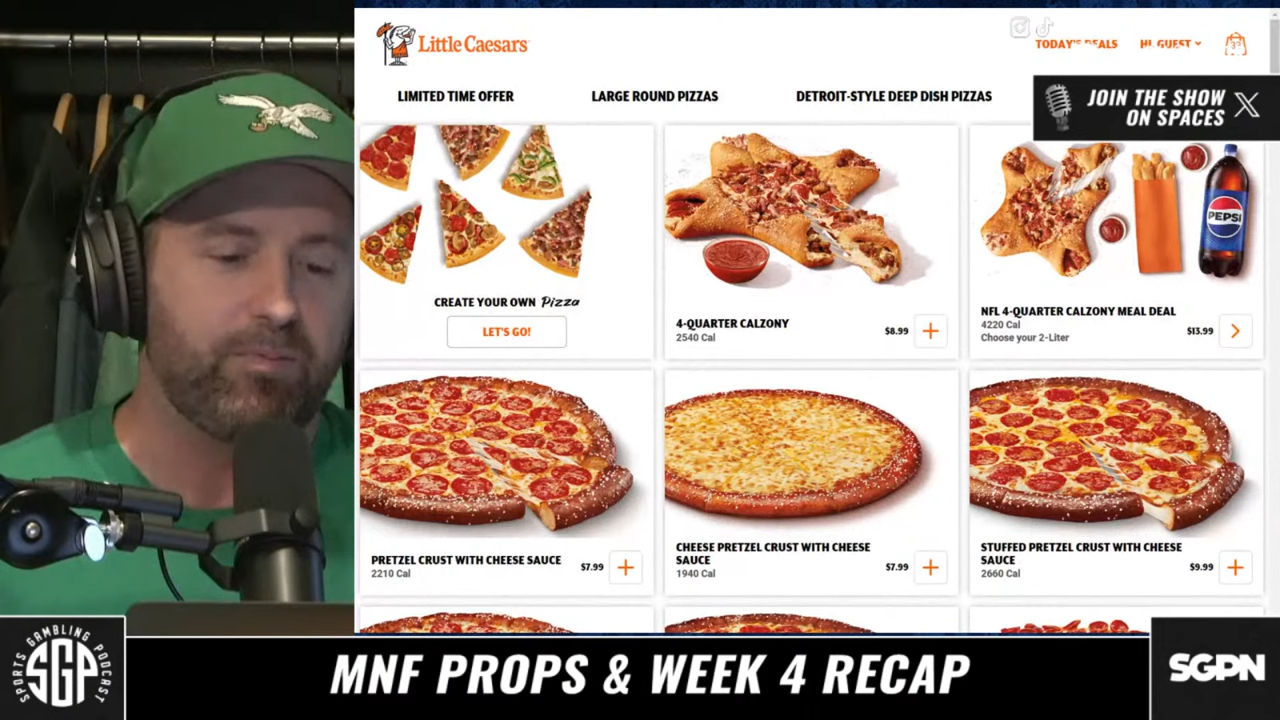 Little Caesars
TODAY'S DEALS
HI, GUEST
LIMITED TIME OFFER
LARGE ROUND PIZZAS
DETROIT-STYLE DEEP DISH PIZZAS
JOIN THE SHOW
ON SPACES
CREATE YOUR OWN Pizza
LET'S GO!
4-QUARTER CALZONY
2540 Cal
$8.99
PEPSI
NFL 4-QUARTER CALZONY MEAL DEAL
4220 Cal
Choose your 2-Liter
$13.99
PRETZEL CRUST WITH CHEESE SAUCE
2210 Cal
$7.99
CHEESE PRETZEL CRUST WITH CHEESE
SAUCE
1940 Cal
$7.99
STUFFED PRETZEL CRUST WITH CHEESE
SAUCE
2660 Cal
$9.99
SPORTS GAMBLING PODCAST
SGP
MNF PROPS & WEEK 4 RECAP
SGPN